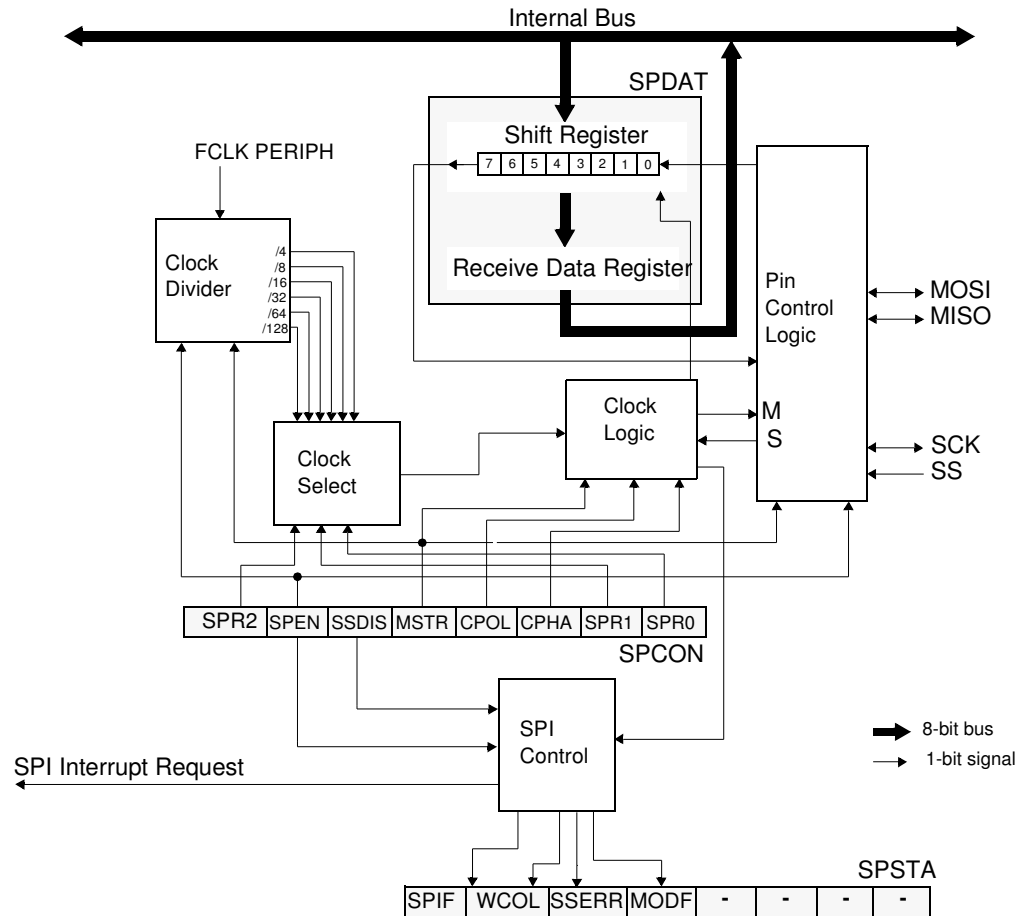 Internal Bus
SPDAT
Shift Register
7 6 5 4 3 2 1 0
FCLK PERIPH
Clock
Divider
/4
/8
/16
/32
/64
/128
Receive Data Register
Pin
Control
Logic
MOSI
MISO
Clock
Logic
M
S
SCK
SS
Clock
Select
SPR2 SPEN SSDIS MSTR CPOL CPHA SPR1 SPR0
SPCON
SPI
Control
8-bit bus
1-bit signal
SPI Interrupt Request
SPSTA
SPIF WCOL SSERR MODF - - - -